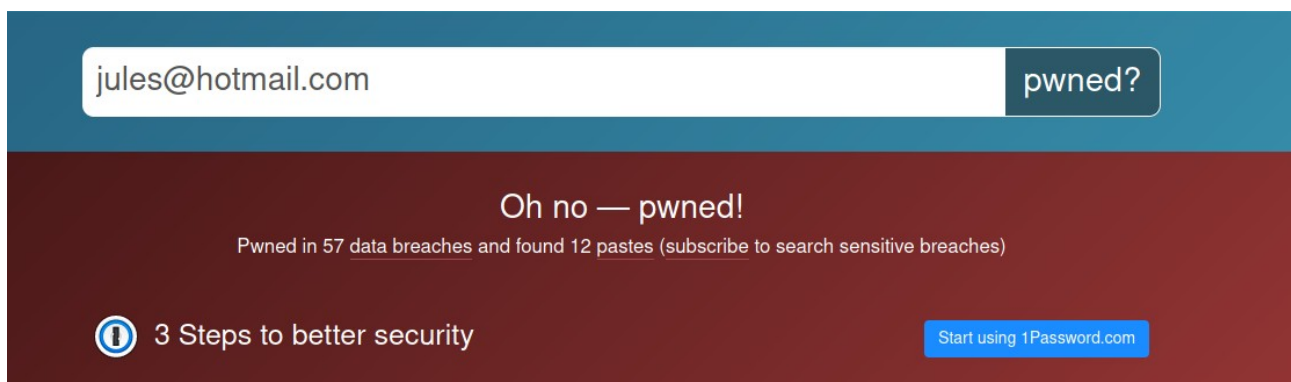 jules@hotmail.com
pwned?
Oh no — pwned!
Pwned in 57 data breaches and found 12 pastes (subscribe to search sensitive breaches)
3 Steps to better security
Start using 1Password.com